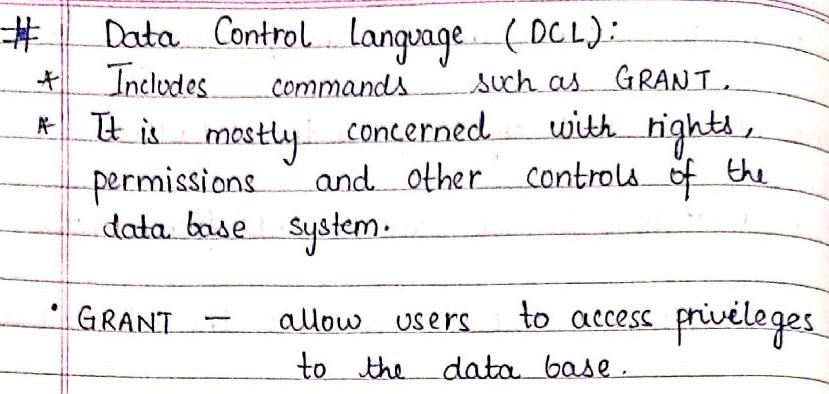 # Data Control Language (DCL):
* Includes commands such as GRANT.
* It is mostly concerned with rights,
permissions and other controls of the
data base system.
• GRANT — allow users to access privileges
to the data base.